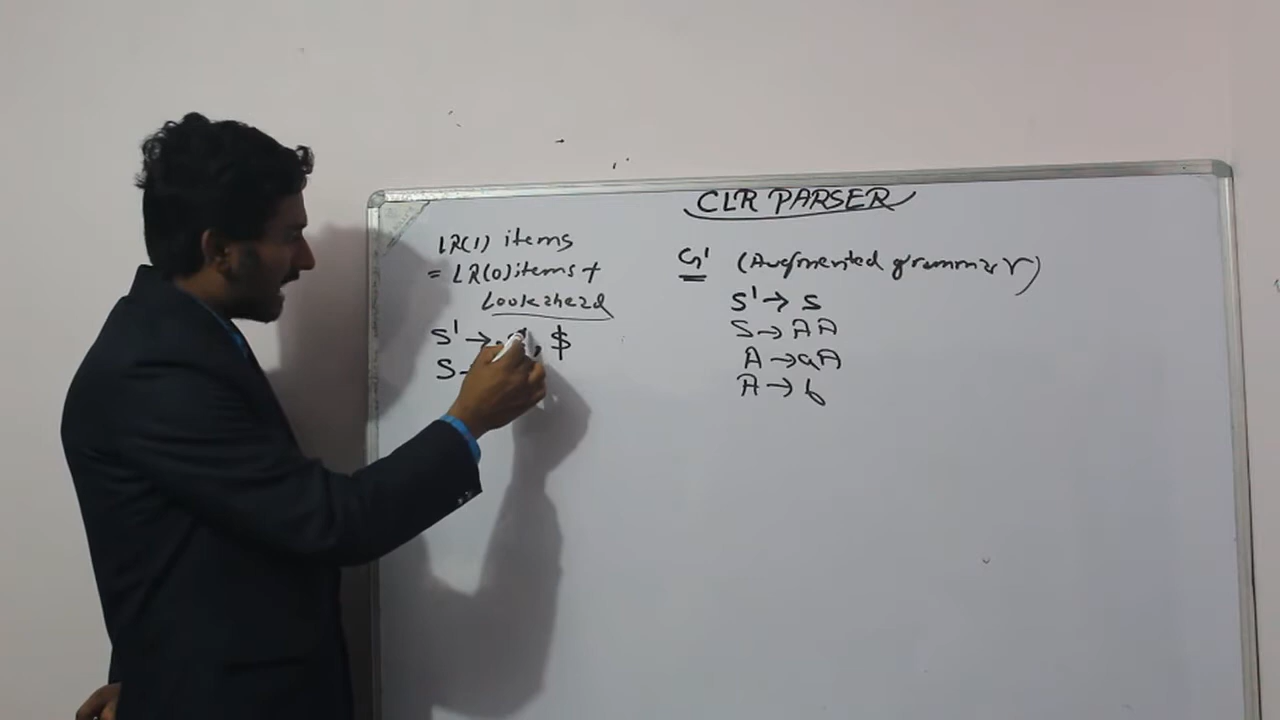 CLR PARSER
LR(1) items
= LR(0) items +
Lookahead
S' → . , $
S →
G' (Augmented grammar)
S' → S
S → AA
A → aA
A → b